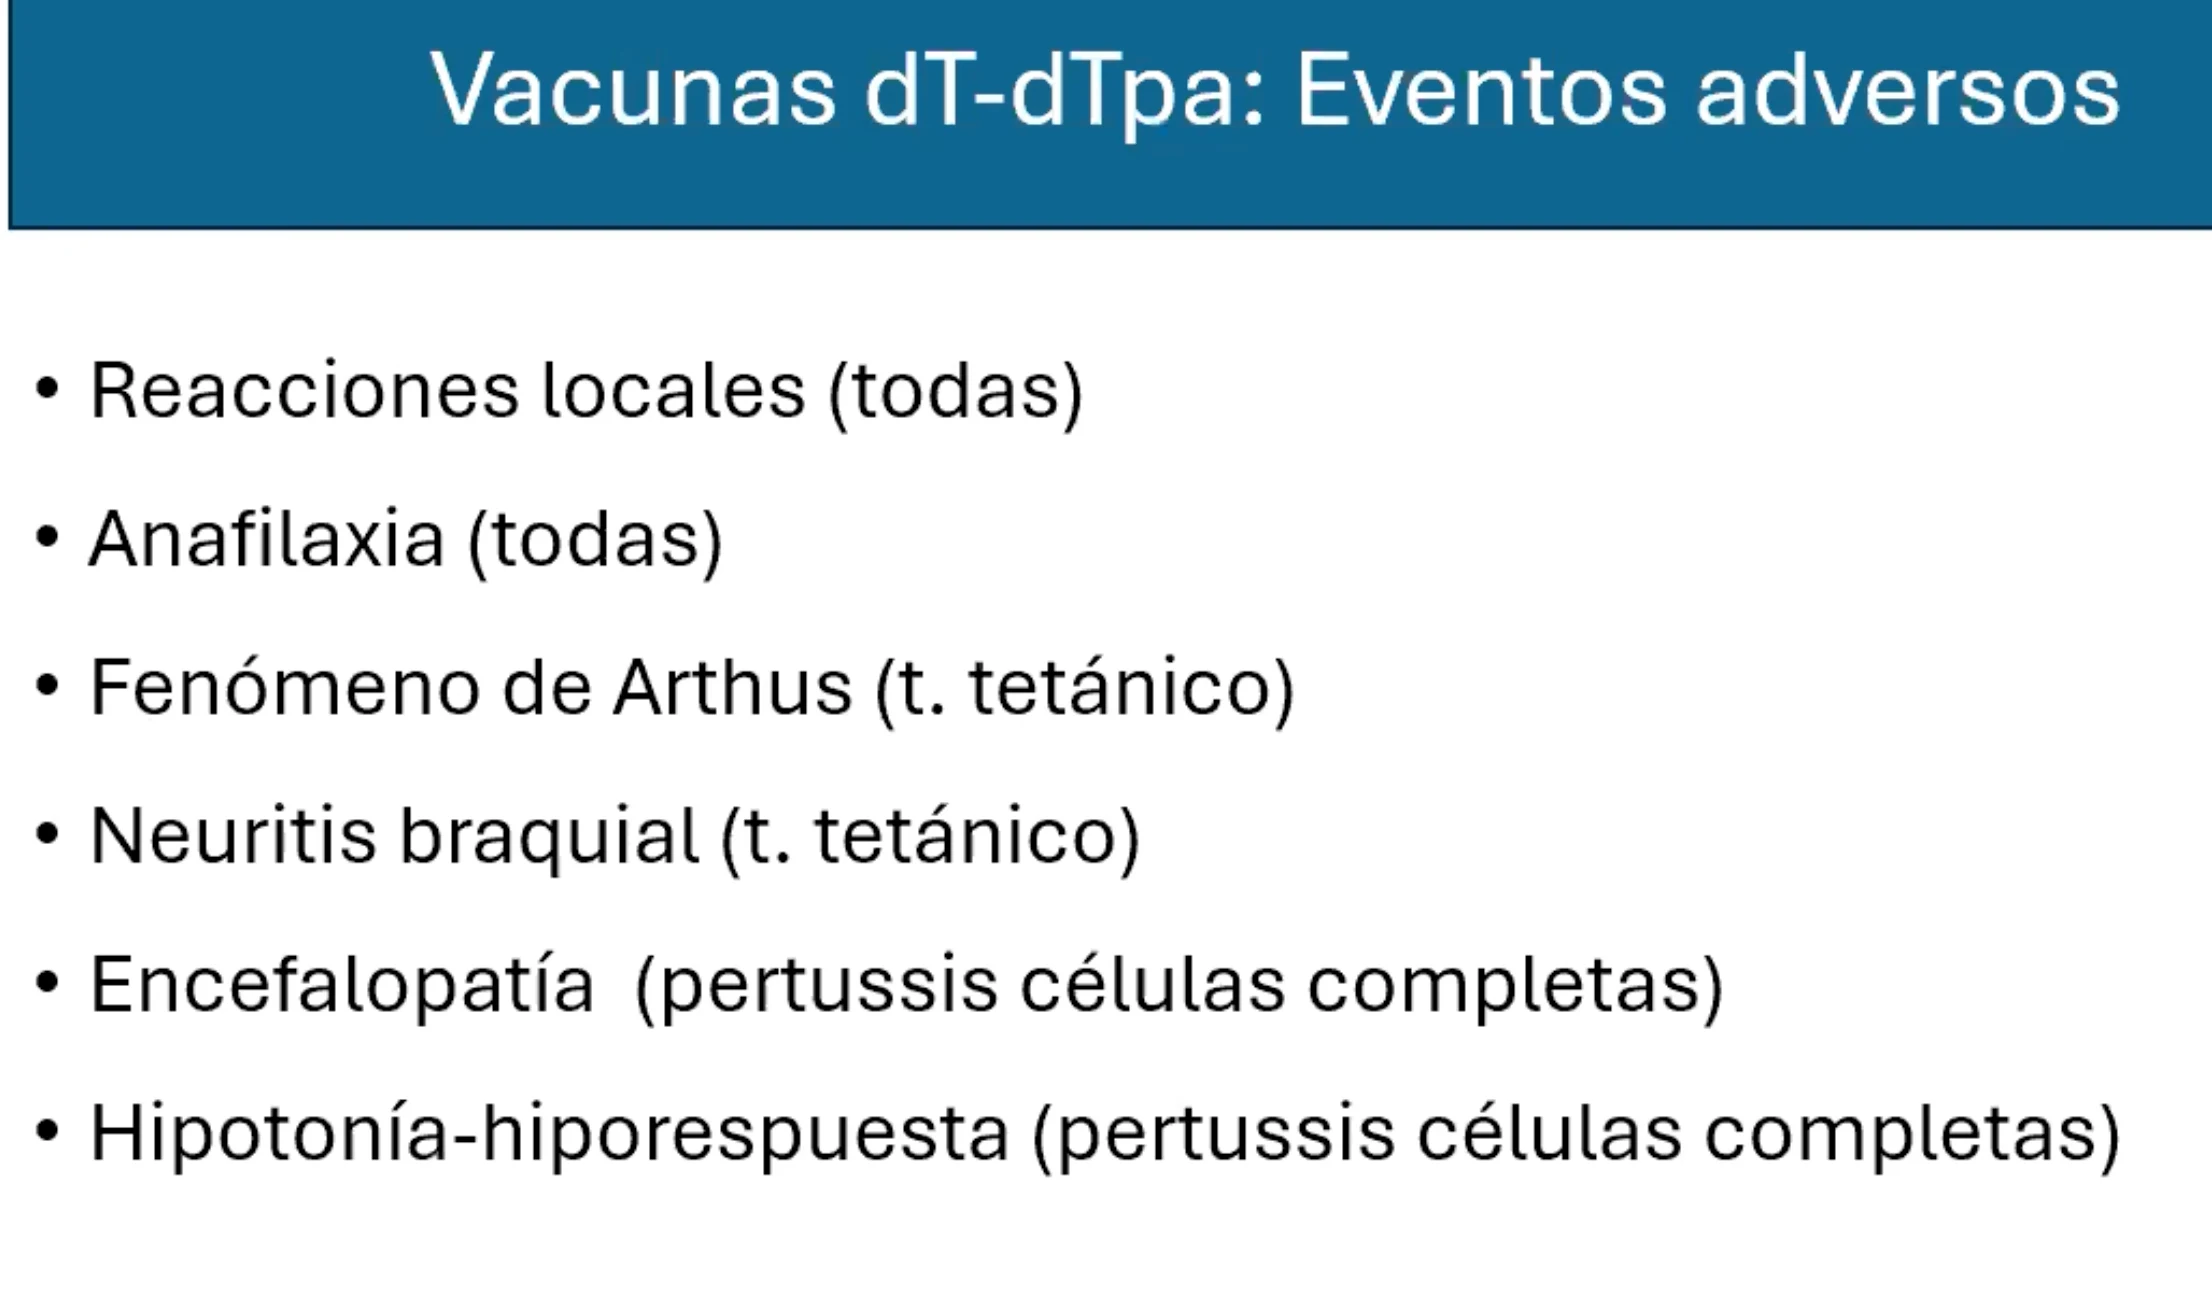 Vacunas dT-dTpa: Eventos adversos
• Reacciones locales (todas)
• Anafilaxia (todas)
• Fenómeno de Arthus (t. tetánico)
• Neuritis braquial (t. tetánico)
• Encefalopatía  (pertussis células completas)
• Hipotonía-hiporespuesta (pertussis células completas)